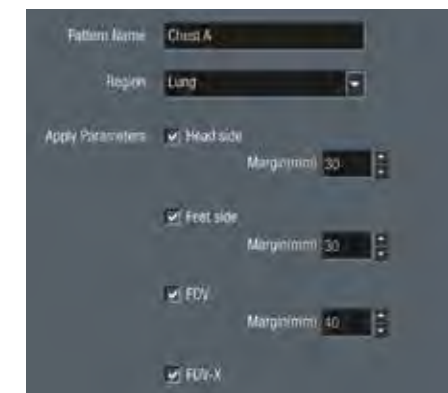 Pattern Name Chest A
Region Lung
Apply Parameters Head side
Margin(mm) 30
Feet side
Margin(mm) 30
FOV
Margin(mm) 40
FOV-X